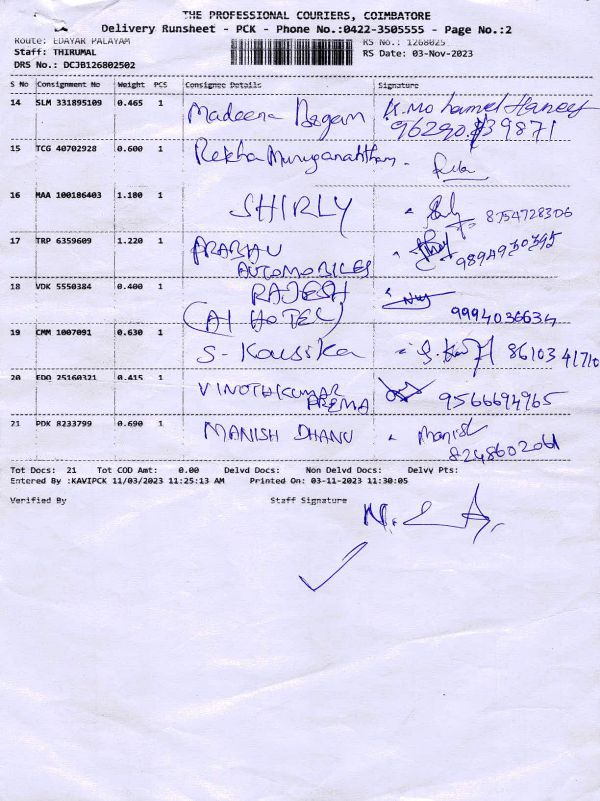 THE PROFESSIONAL COURIERS, COIMBATORE
Delivery Runsheet - PCK - Phone No.:0422-3505555 - Page No.:2
Route: EDAYAR PALAYAM
RS No.: 1268025
Staff: THIRUMAL
RS Date: 03-Nov-2023
DRS No.: DCJB126802502
S No Consignment No Weight PCS Consignee Details Signature
14 SLM 331895109 0.465 1 Madeena Begam K. Mohamed Haneef
15 TCG 40702928 0.600 1 Rekha Muruganantham
16 MAA 100186403 1.180 1 SHIRLY 8754728306
17 TRP 6359609 1.220 1 PRABHU 9894930395
AUTOMOBILES
18 VDK 5550384 0.400 1 RAJESH
(A1 HOTEL) 9994036634
19 CMM 1007091 0.630 1 S. Kousika 8610341710
20 EDO 25160321 0.415 1 VINOTHKUMAR
PREMA 9566694965
21 PDK 8233799 0.690 1 MANISH DHANU Manish
8248602061
Tot Docs: 21 Tot COD Amt: 0.00 Delvd Docs: Non Delvd Docs: Delvy Pts:
Entered By :KAVIPCK 11/03/2023 11:25:13 AM Printed On: 03-11-2023 11:30:05
Verified By Staff Signature